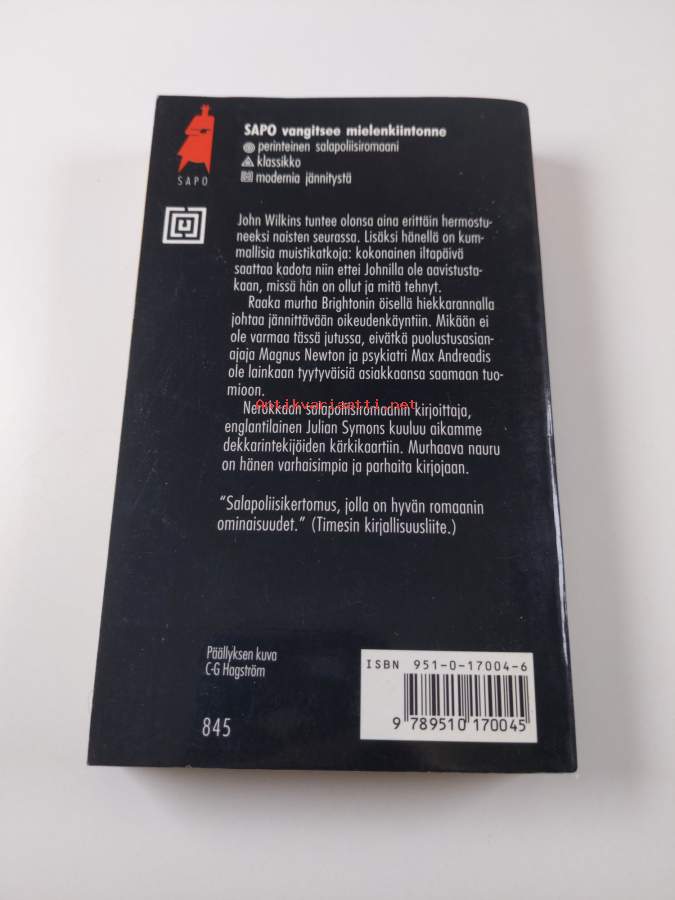 SAPO vangitsee mielenkiintonne
perinteinen salapoliisiromaani
klassikko
modernia jännitystä
SAPO
John Wilkins tuntee olonsa aina erittäin hermostu-
neeksi naisten seurassa. Lisäksi hänellä on kum-
mallisia muistikatkoja: kokonainen iltapäivä
saattaa kadota niin ettei Johnilla ole aavistusta-
kaan, missä hän on ollut ja mitä tehnyt.
Raaka murha Brightonin öisellä hiekkarannalla
johtaa jännittävään oikeudenkäyntiin. Mikään ei
ole varmaa tässä jutussa, eivätkä puolustusasian-
ajaja Magnus Newton ja psykiatri Max Andreadis
ole lainkaan tyytyväisiä asiakkaansa saamaan tuo-
mioon.
Antikvariaatti.net
Nerokkaan salapoliisiromaanin kirjoittaja,
englantilainen Julian Symons kuuluu aikamme
dekkarintekijöiden kärkikaartiin. Murhaava nauru
on hänen varhaisimpia ja parhaita kirjojaan.
"Salapoliisikertomus, jolla on hyvän romaanin
ominaisuudet." (Timesin kirjallisuusliite.)
Päällyksen kuva
C-G Hagström
845
ISBN 951-0-17004-6
9 789510 170045